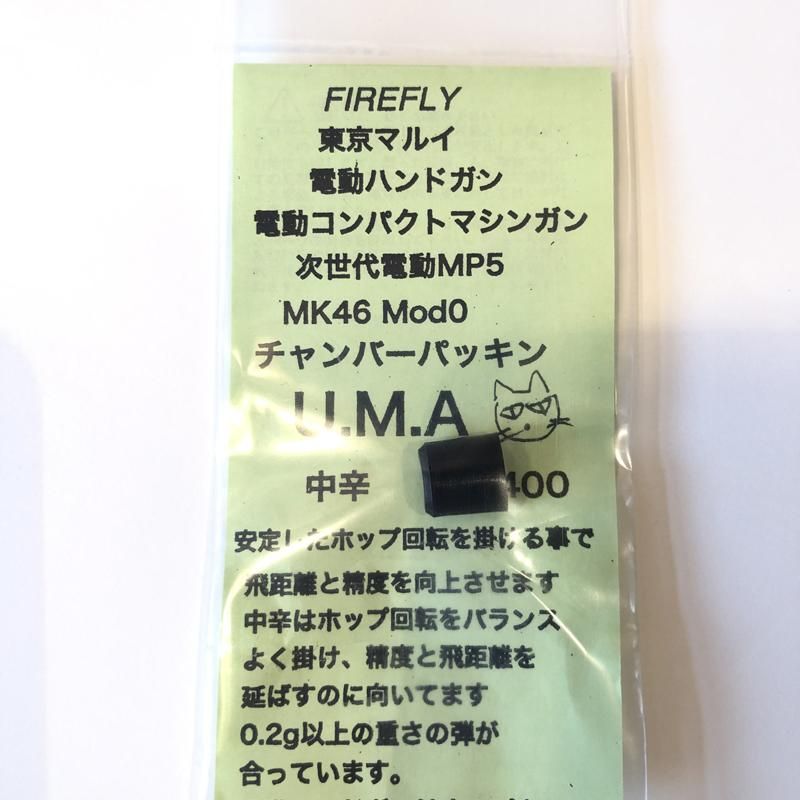 FIREFLY
東京マルイ
電動ハンドガン
電動コンパクトマシンガン
次世代電動MP5
MK46 Mod0
チャンバーパッキン
U.M.A
中辛 400
安定したホップ回転を掛ける事で
飛距離と精度を向上させます
中辛はホップ回転をバランス
よく掛け、精度と飛距離を
延ばすのに向いてます
0.2g以上の重さの弾が
合っています。